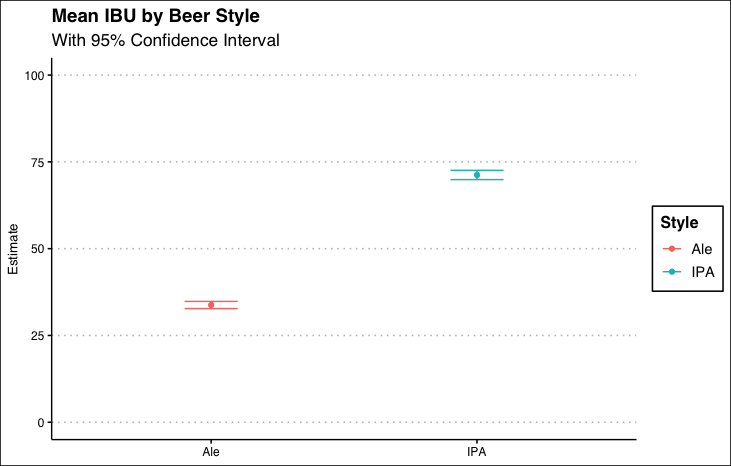 Mean IBU by Beer Style
With 95% Confidence Interval
100
75
50
25
0
Estimate
Ale
IPA
Style
Ale
IPA